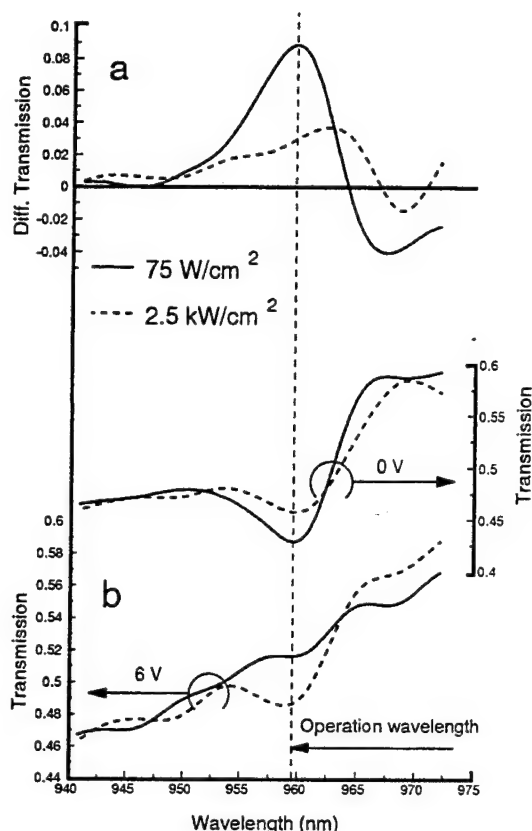 0.1
0.08
a
0.06
0.04
0.02
0
-0.02
-0.04
Diff. Transmission
75 W/cm 2
2.5 kW/cm 2
0.6
0.55
0.5
0.45
0.4
Transmission
0 V
0.6
0.58
0.56
0.54
0.52
0.5
0.48
0.46
0.44
Transmission
b
6 V
Operation wavelength
940 945 950 955 960 965 970 975
Wavelength (nm)